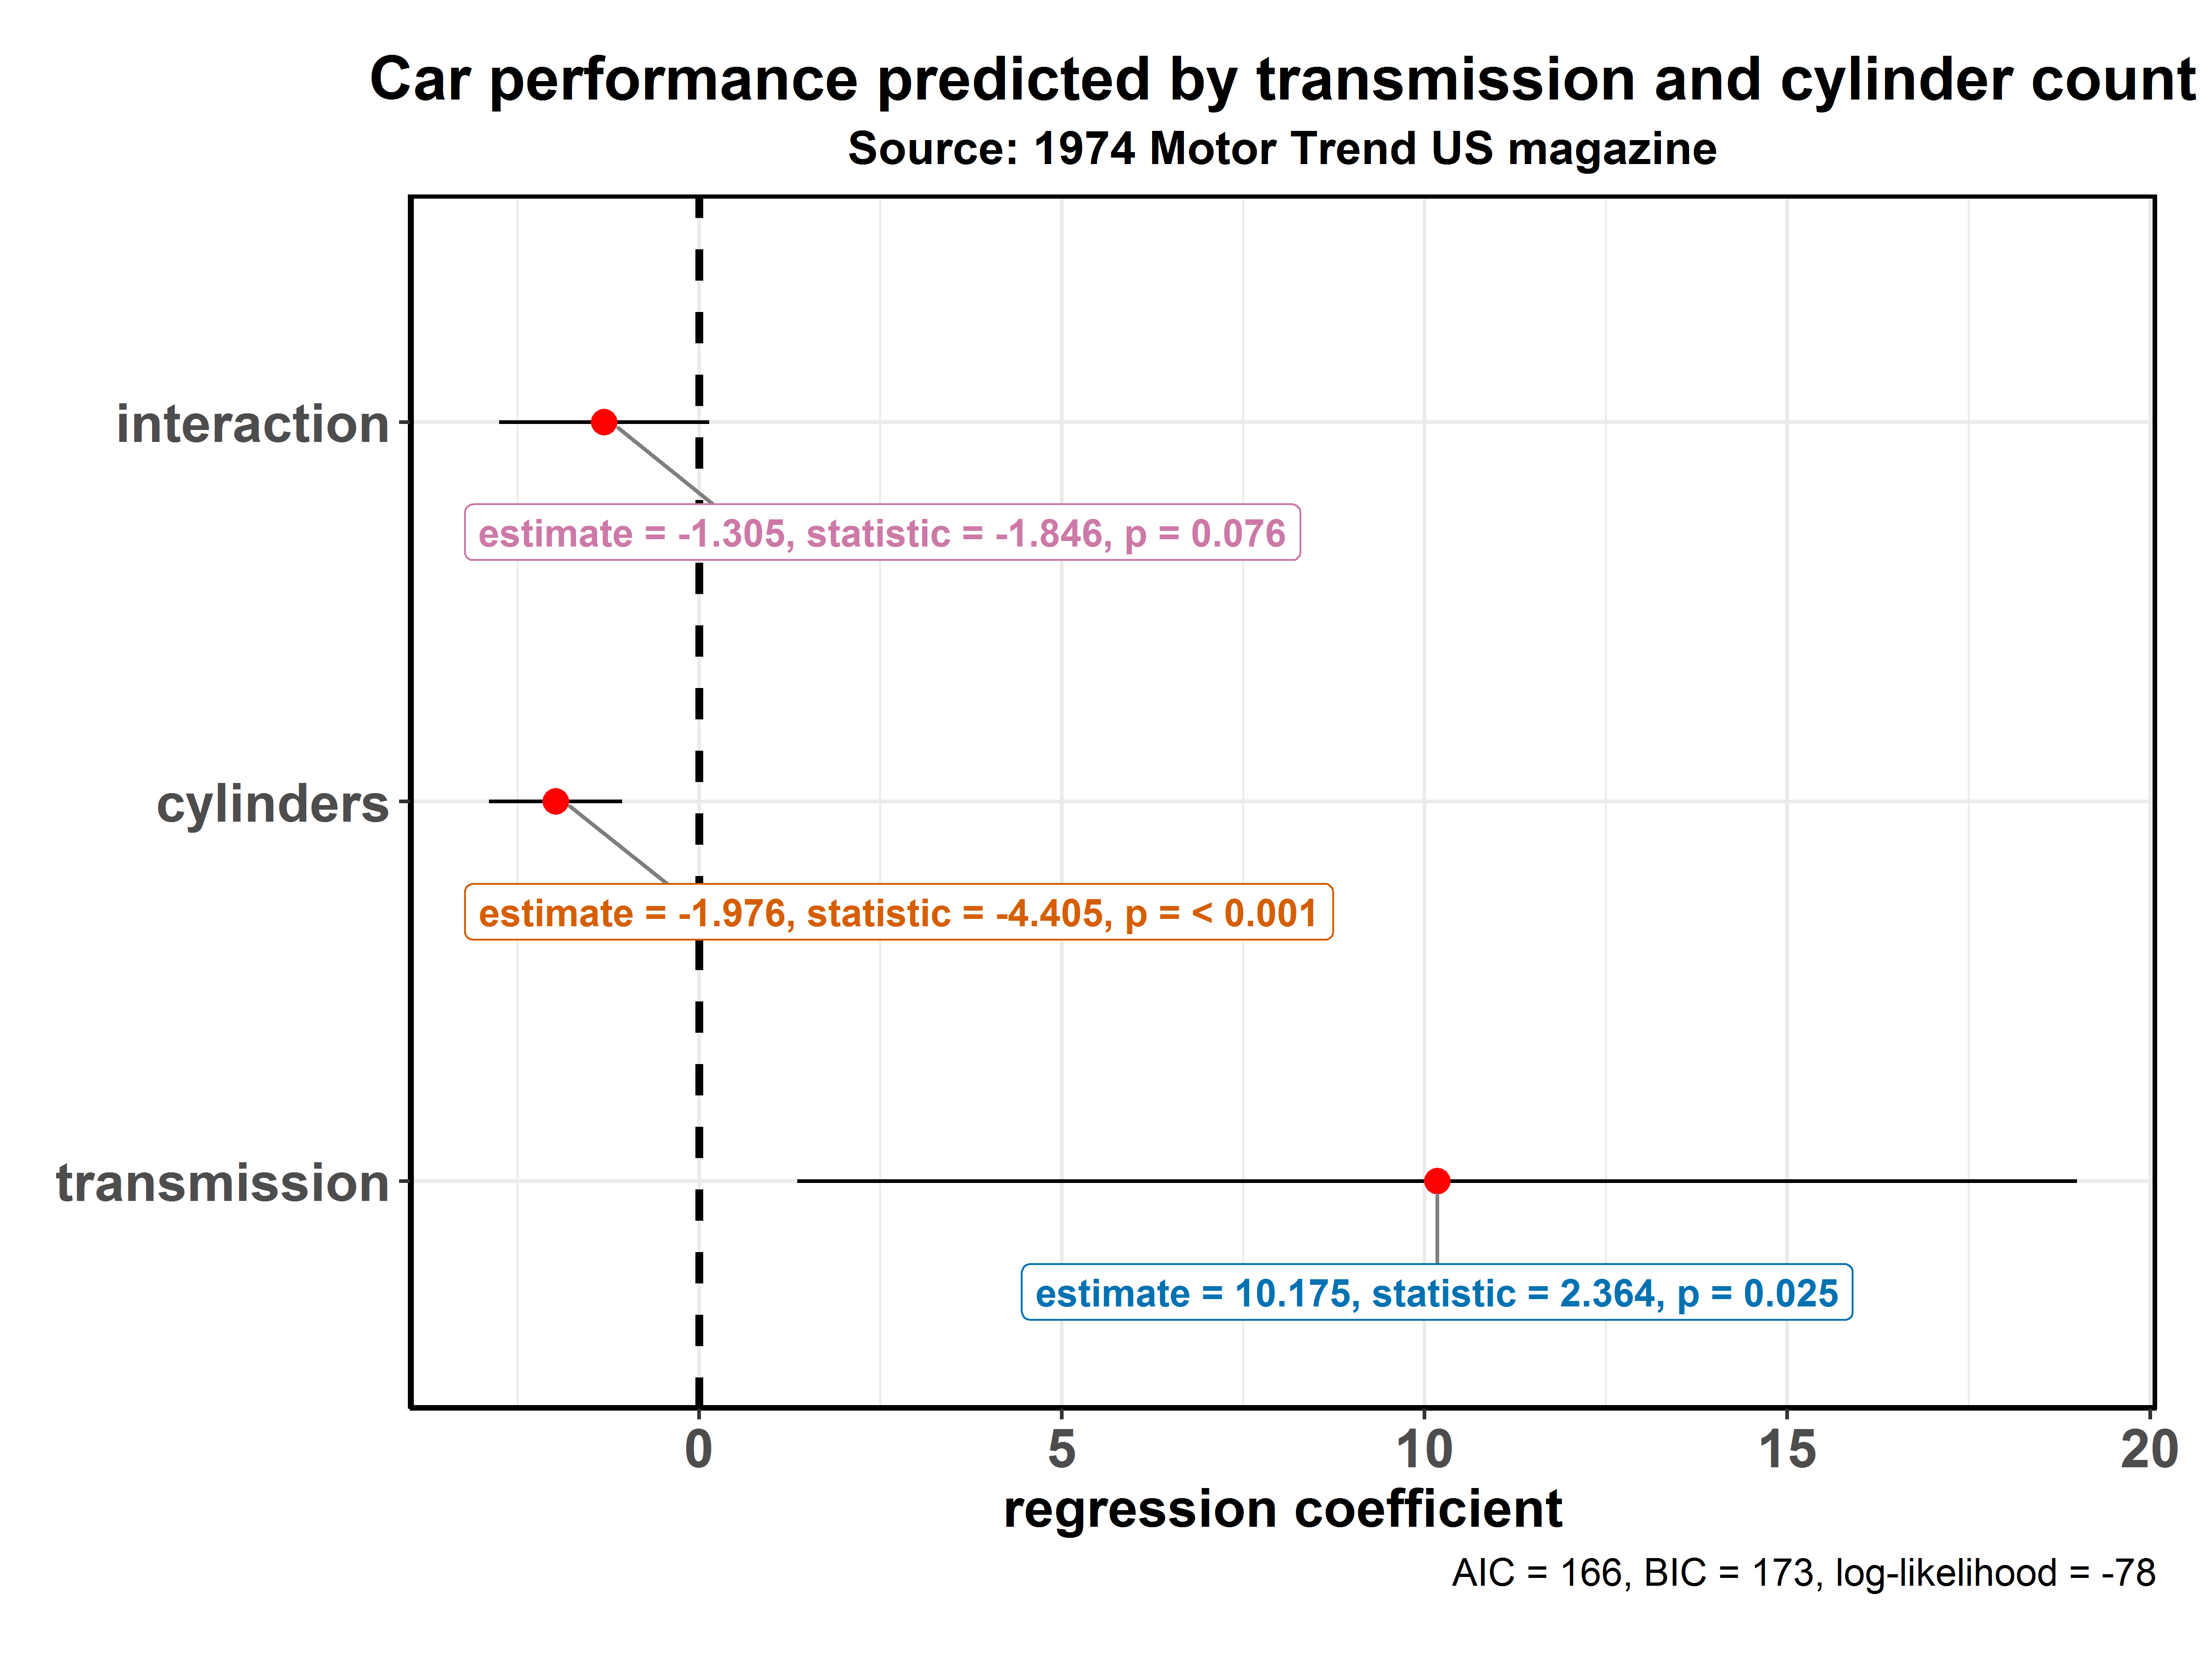 Car performance predicted by transmission and cylinder count
Source: 1974 Motor Trend US magazine
interaction
estimate = -1.305, statistic = -1.846, p = 0.076
cylinders
estimate = -1.976, statistic = -4.405, p = < 0.001
transmission
estimate = 10.175, statistic = 2.364, p = 0.025
0 5 10 15 20
regression coefficient
AIC = 166, BIC = 173, log-likelihood = -78